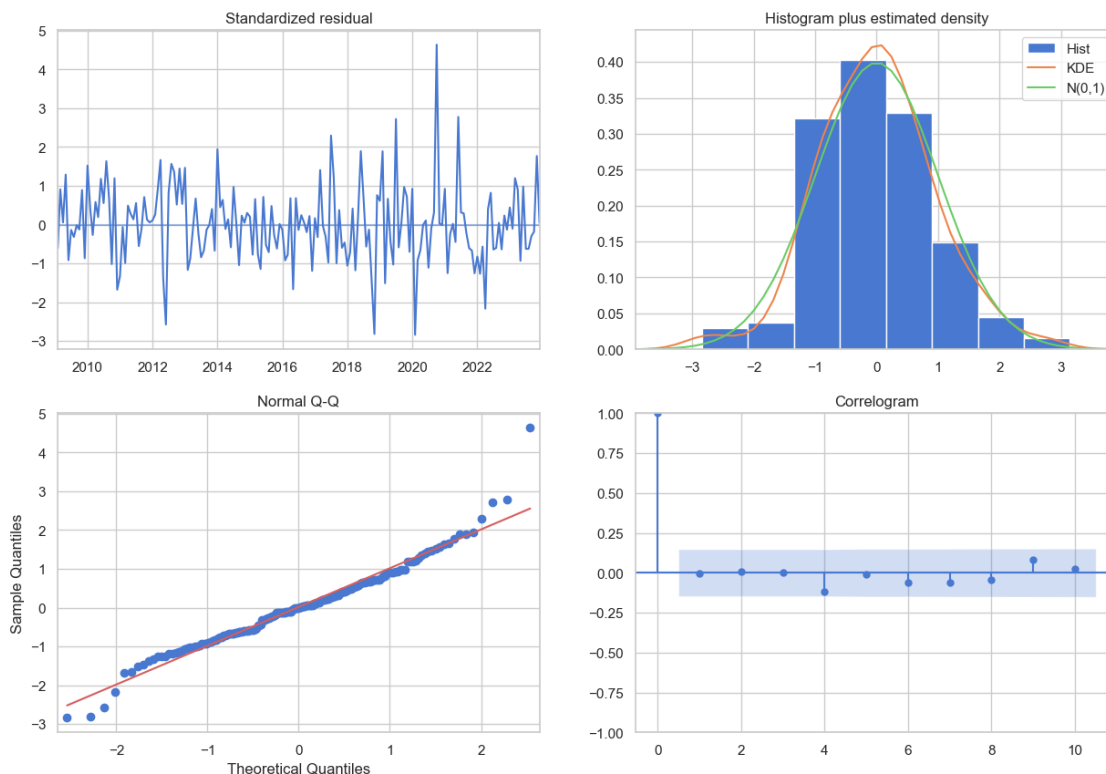 Standardized residual
5
4
3
2
1
0
−1
−2
−3
2010 2012 2014 2016 2018 2020 2022
Histogram plus estimated density
Hist
KDE
N(0,1)
0.40
0.35
0.30
0.25
0.20
0.15
0.10
0.05
0.00
−3 −2 −1 0 1 2 3
Normal Q-Q
Sample Quantiles
5
4
3
2
1
0
−1
−2
−3
−2 −1 0 1 2
Theoretical Quantiles
Correlogram
1.00
0.75
0.50
0.25
0.00
−0.25
−0.50
−0.75
−1.00
0 2 4 6 8 10